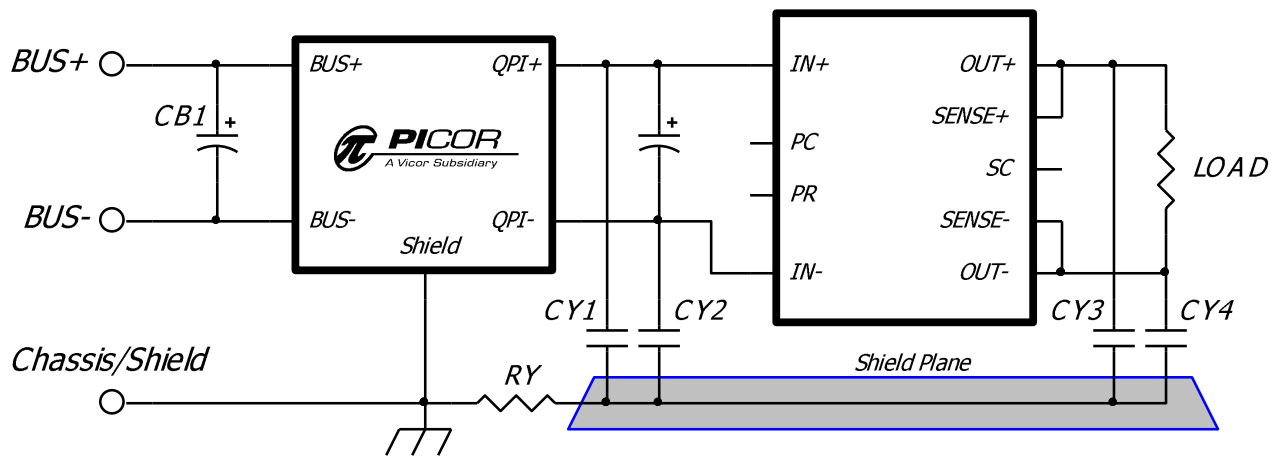 BUS+
BUS-
Chassis/Shield
CB1
+
BUS+
QPI+
PICOR
A Vicor Subsidiary
BUS-
QPI-
Shield
+
CY1
CY2
RY
IN+
OUT+
SENSE+
PC
SC
PR
SENSE-
IN-
OUT-
LOAD
CY3
CY4
Shield Plane